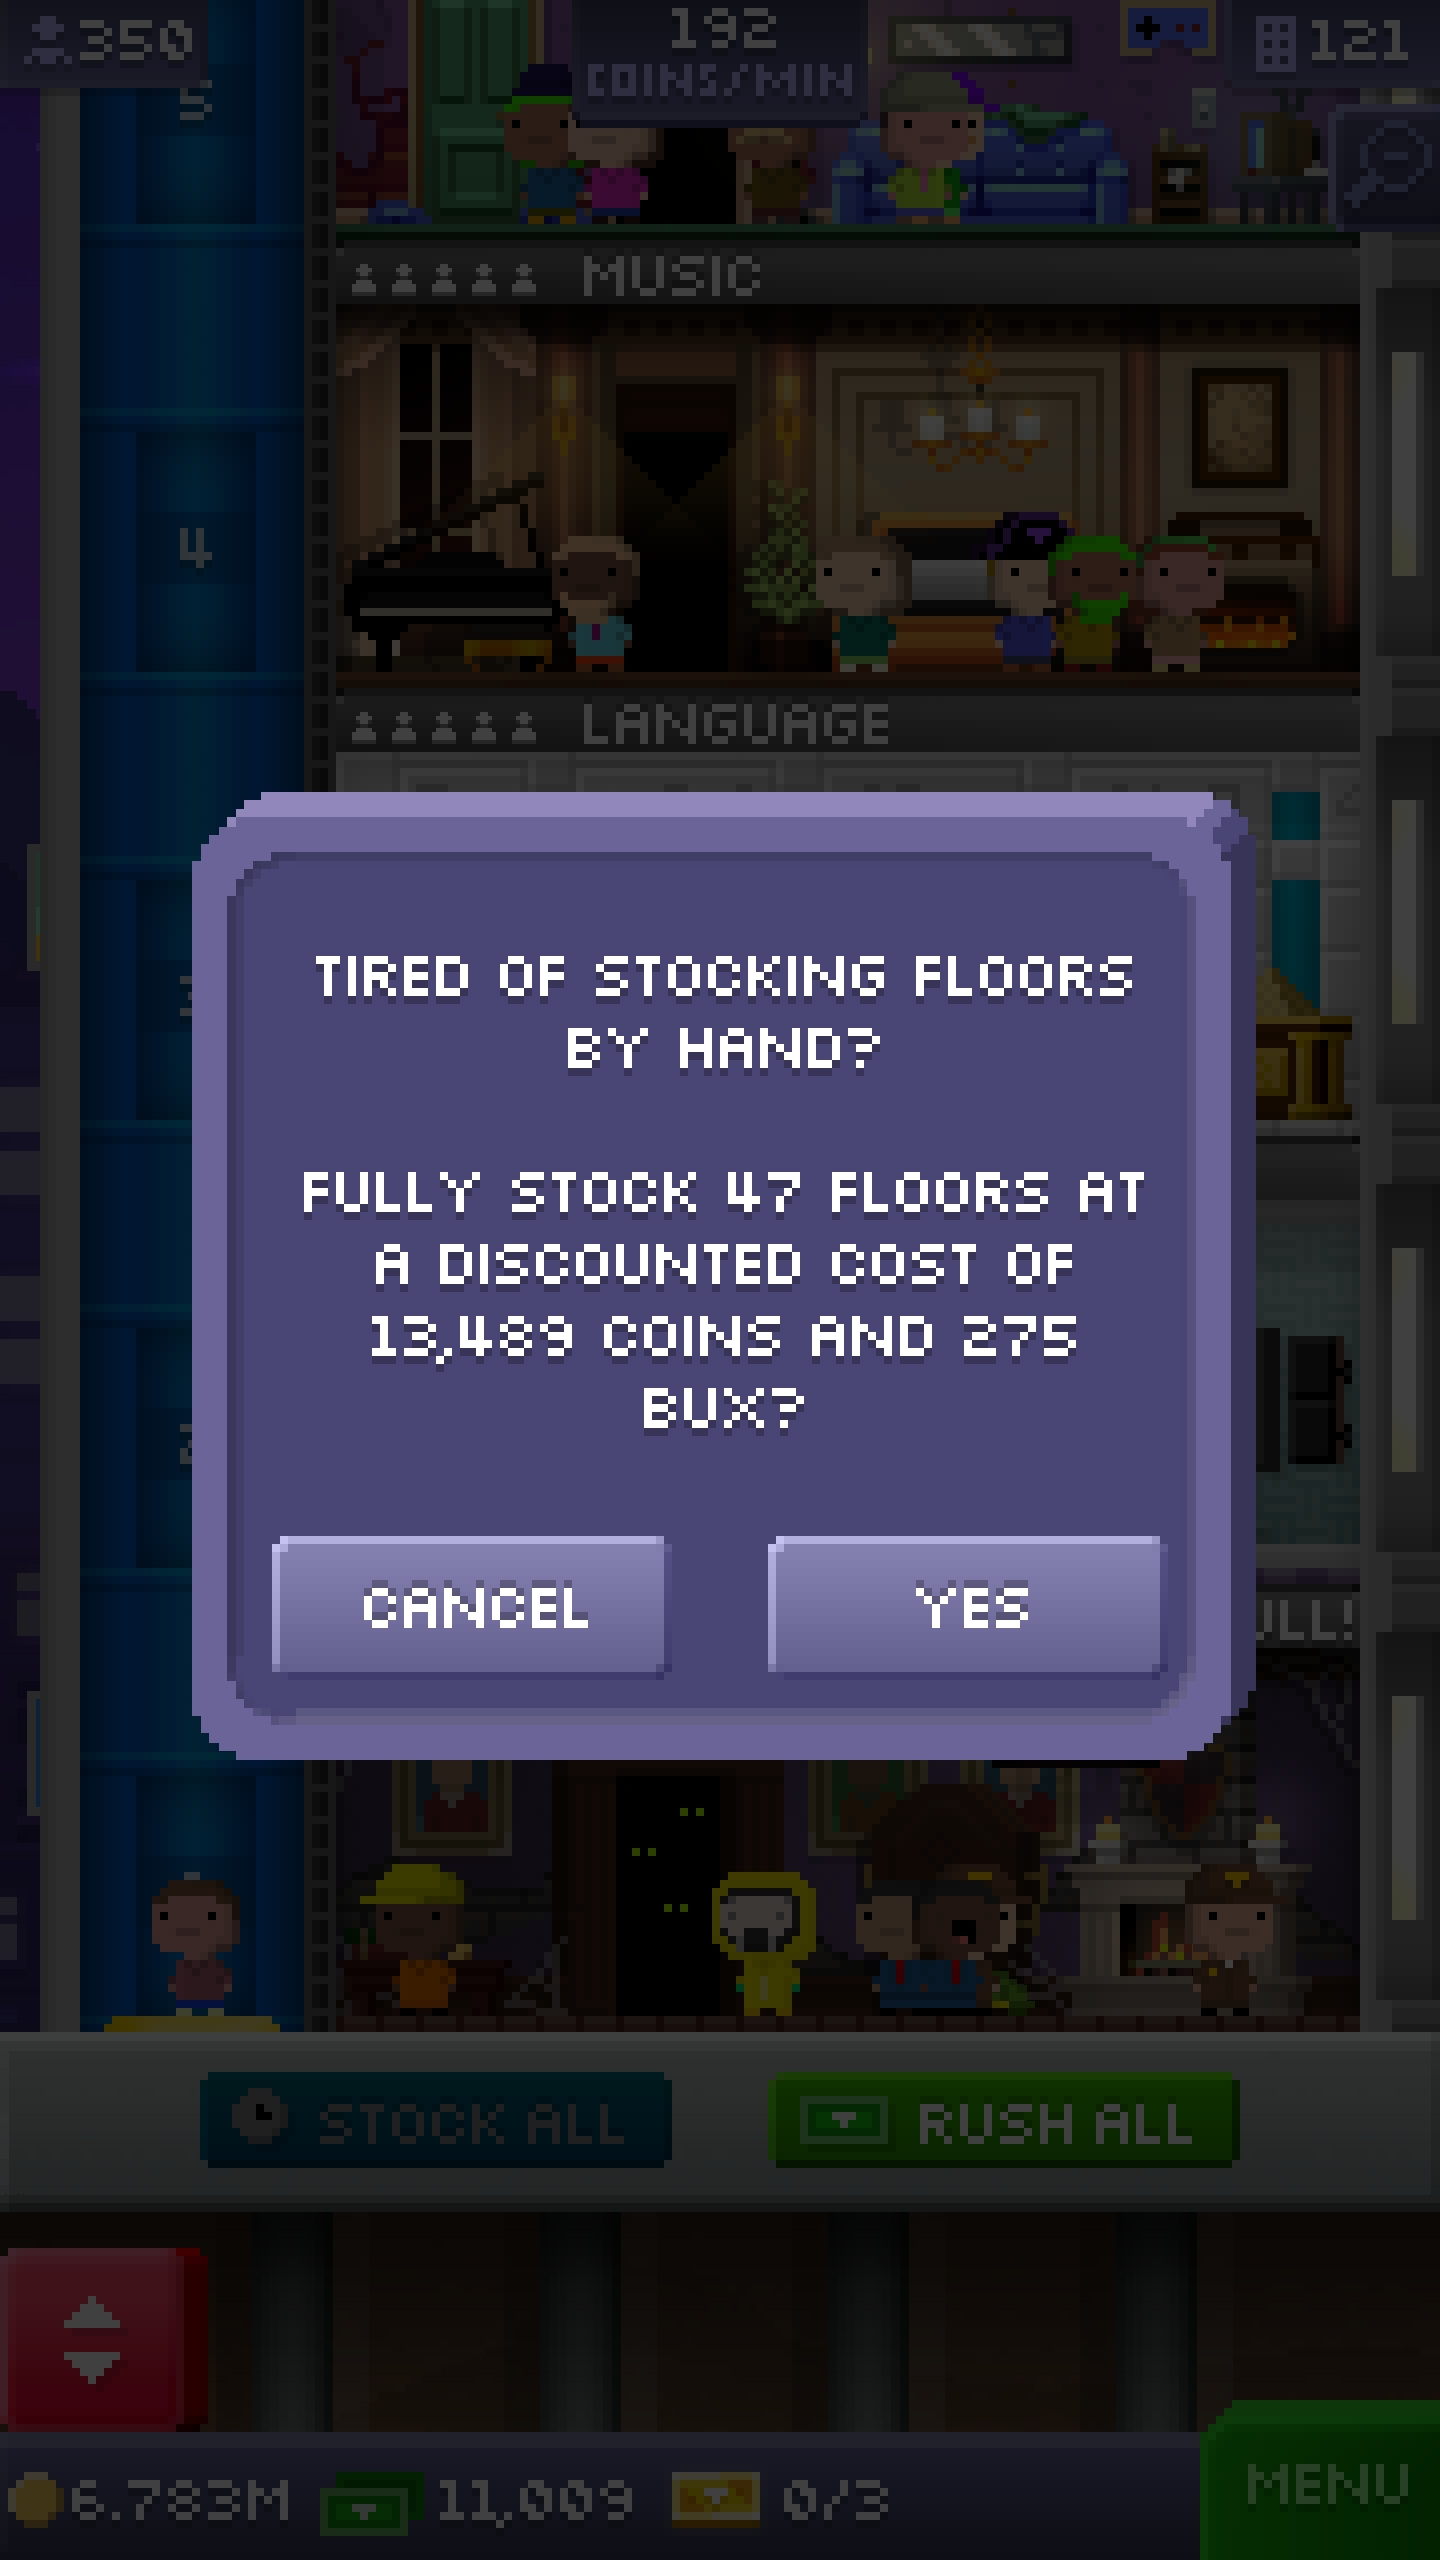 350
192
COINS/MIN
121
5
MUSIC
4
LANGUAGE
TIRED OF STOCKING FLOORS
BY HAND?
FULLY STOCK 47 FLOORS AT
A DISCOUNTED COST OF
13,489 COINS AND 275
BUX?
CANCEL YES
STOCK ALL RUSH ALL
6.783M 11,009 0/3 MENU